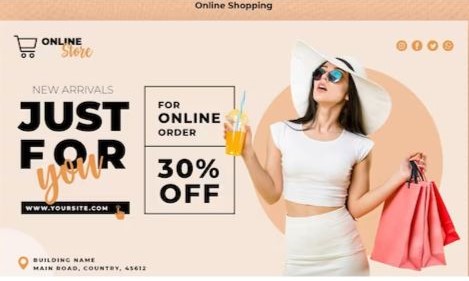 Online Shopping
ONLINE
Store
NEW ARRIVALS
JUST
FOR
you
WWW.YOURSITE.COM
FOR
ONLINE
ORDER
30%
OFF
BUILDING NAME
MAIN ROAD, COUNTRY, 45612